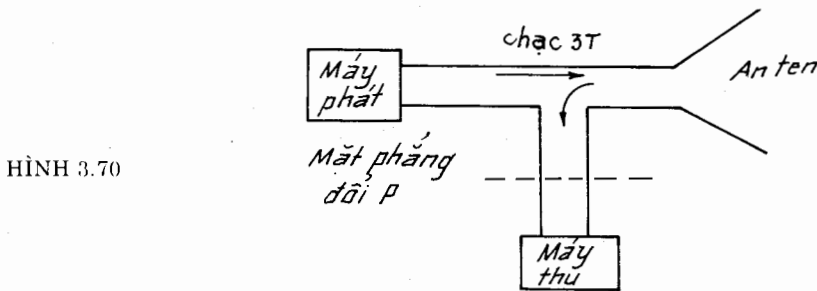 chạc 3T
Máy
phát
An ten
HÌNH 3.70
Mặt phẳng
đối P
Máy
thu